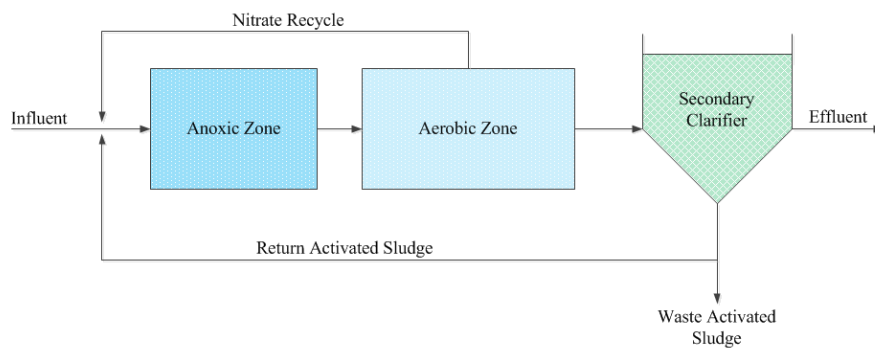 Nitrate Recycle
Influent
Anoxic Zone
Aerobic Zone
Secondary
Clarifier
Effluent
Return Activated Sludge
Waste Activated
Sludge